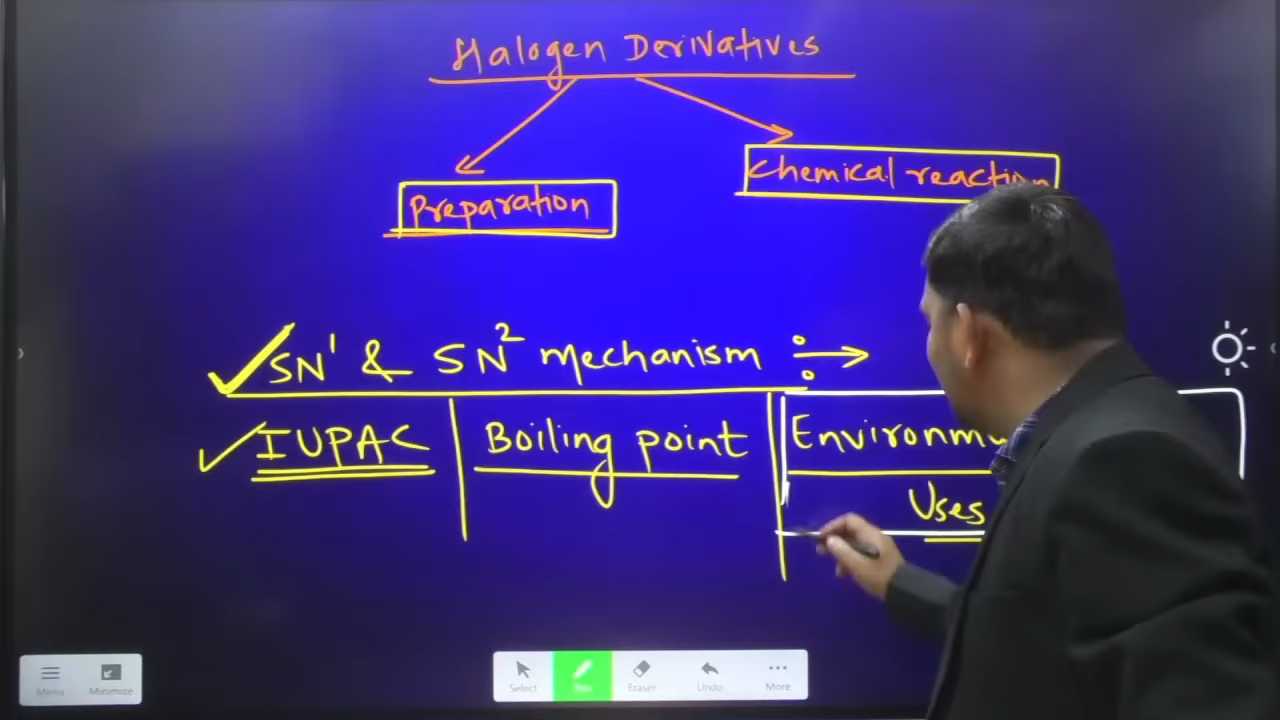 Halogen Derivatives
Preparation
Chemical reaction
SN¹ & SN² mechanism :→
IUPAC
Boiling point
Environm
Uses
Menu
Minimize
Select
Pen
Eraser
Undo
More